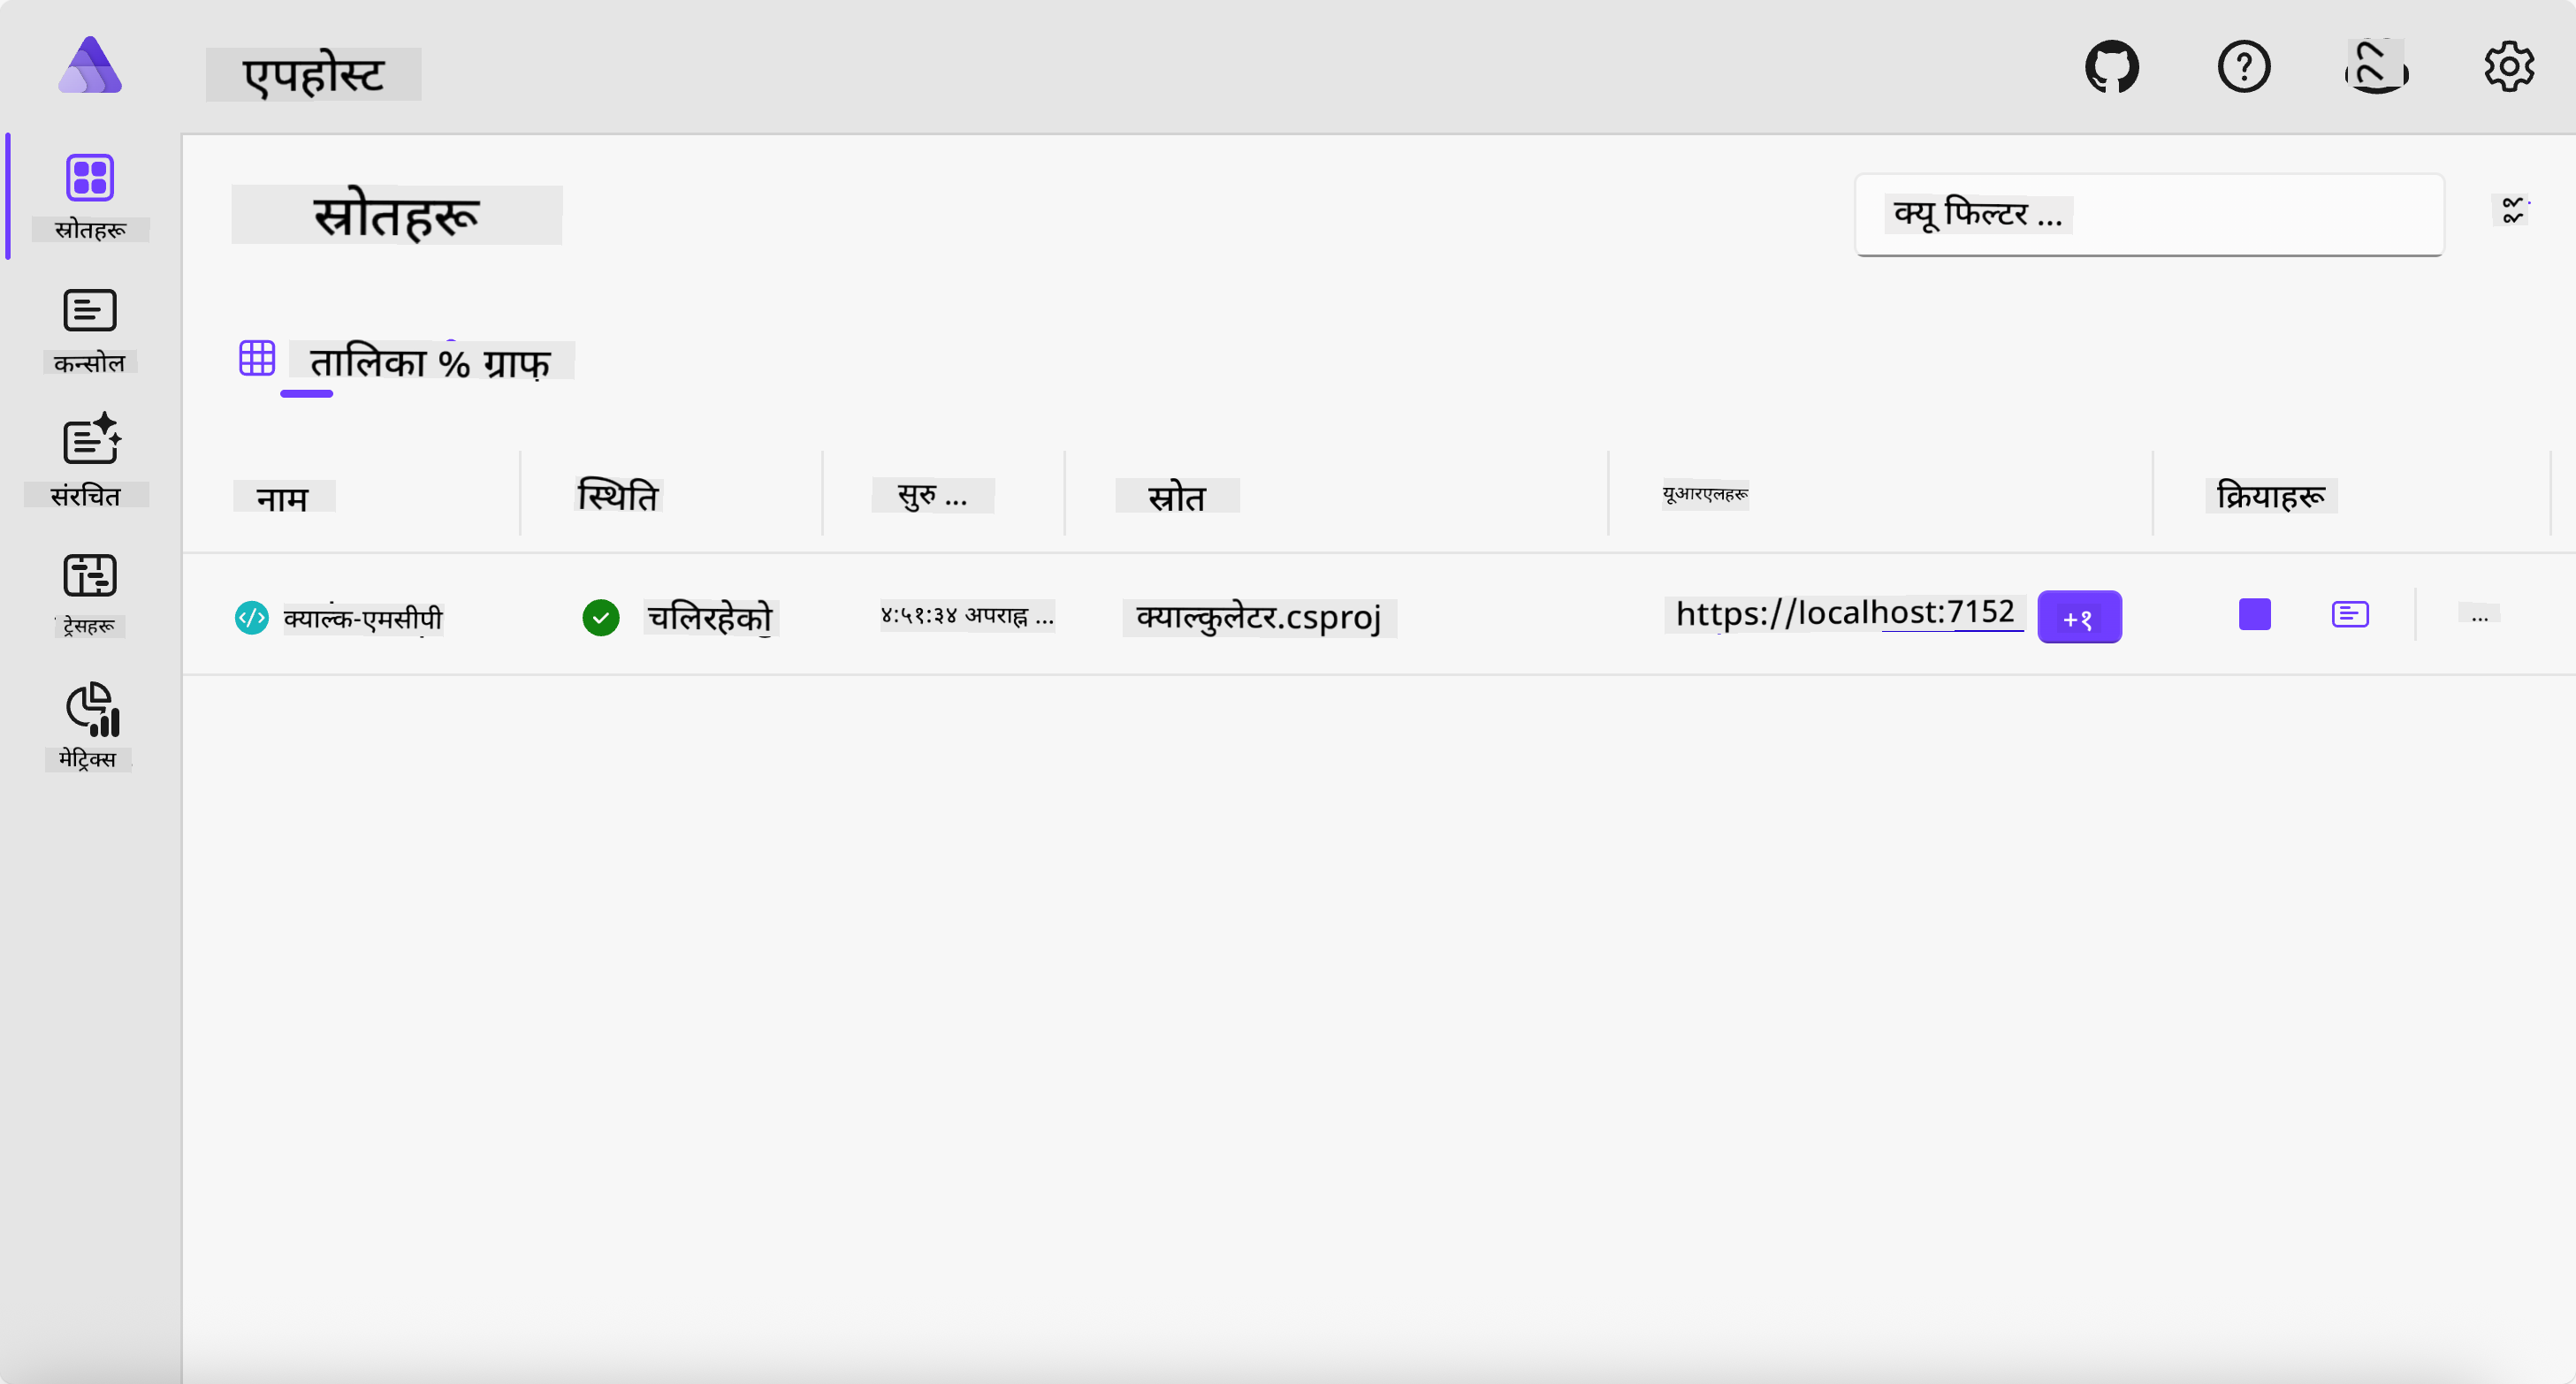 एपहोस्ट
स्रोतहरू
क्यू फिल्टर ...
स्रोतहरू
कन्सोल
संरचित
ट्रेसहरू
मेट्रिक्स
तालिका % ग्राफ
नाम स्थिति सुरु ... स्रोत यूआरएलहरू क्रियाहरू
क्याल्क-एमसीपी चलिरहेको ४:५१:३४ अपराह्न ... क्याल्कुलेटर.csproj https://localhost:7152 +१ ...